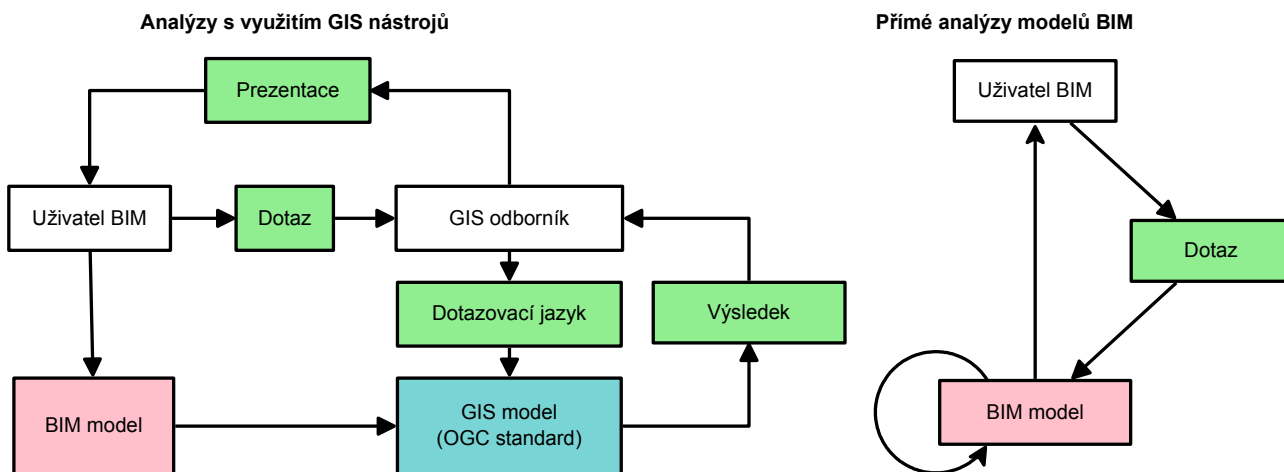 Analýzy s využitím GIS nástrojů
Prezentace
Uživatel BIM
Dotaz
GIS odborník
Dotazovací jazyk
Výsledek
BIM model
GIS model
(OGC standard)
Přímé analýzy modelů BIM
Uživatel BIM
Dotaz
BIM model